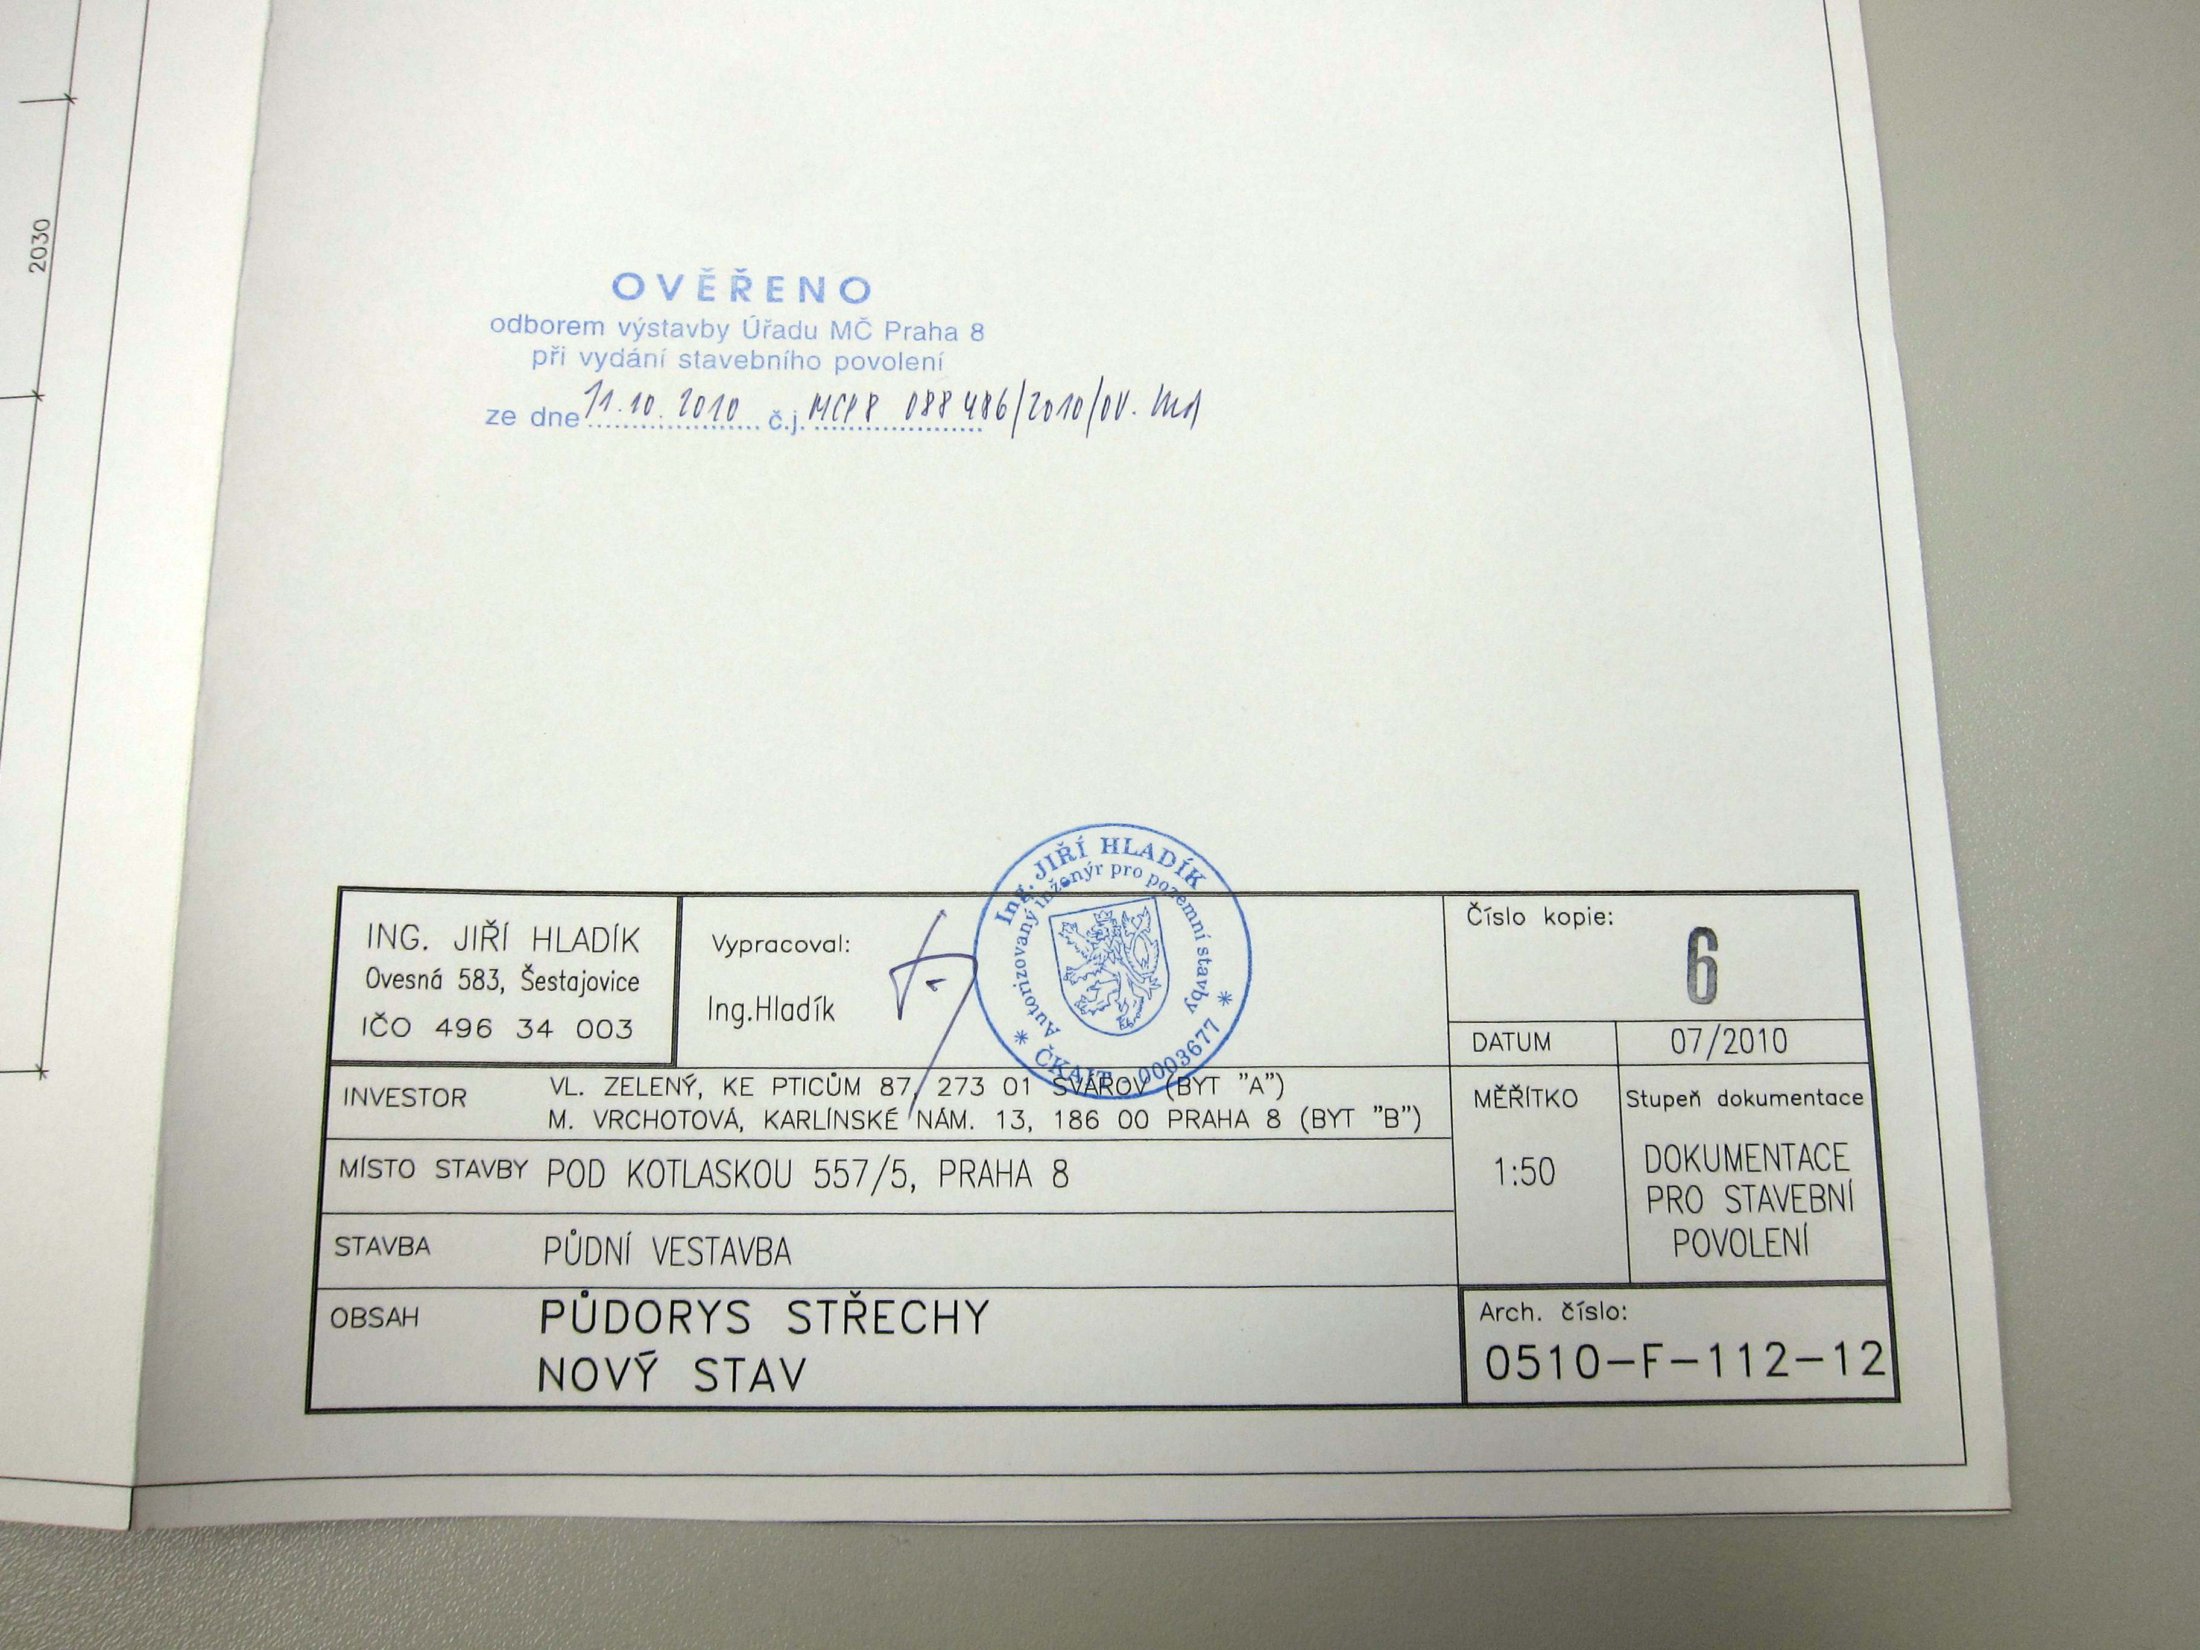 2030
OVĚŘENO
odborem výstavby Úřadu MČ Praha 8
při vydání stavebního povolení
ze dne 11.10.2010 č.j. MCP8 088486/2010/OV.
Ing. JIŘÍ HLADÍK
Autorizovaný inženýr pro pozemní stavby
* ČKAIT - 0003677 *
ING. JIŘÍ HLADÍK
Ovesná 583, Šestajovice
IČO 496 34 003
Vypracoval:
Ing.Hladík
Číslo kopie:
6
DATUM 07/2010
INVESTOR VL. ZELENÝ, KE PTICŮM 87, 273 01 SVÁROV (BYT "A")
M. VRCHOTOVÁ, KARLÍNSKÉ NÁM. 13, 186 00 PRAHA 8 (BYT "B")
MĚŘÍTKO
1:50
Stupeň dokumentace
DOKUMENTACE
PRO STAVEBNÍ
POVOLENÍ
MÍSTO STAVBY POD KOTLASKOU 557/5, PRAHA 8
STAVBA PŮDNÍ VESTAVBA
OBSAH PŮDORYS STŘECHY
NOVÝ STAV
Arch. číslo:
0510-F-112-12